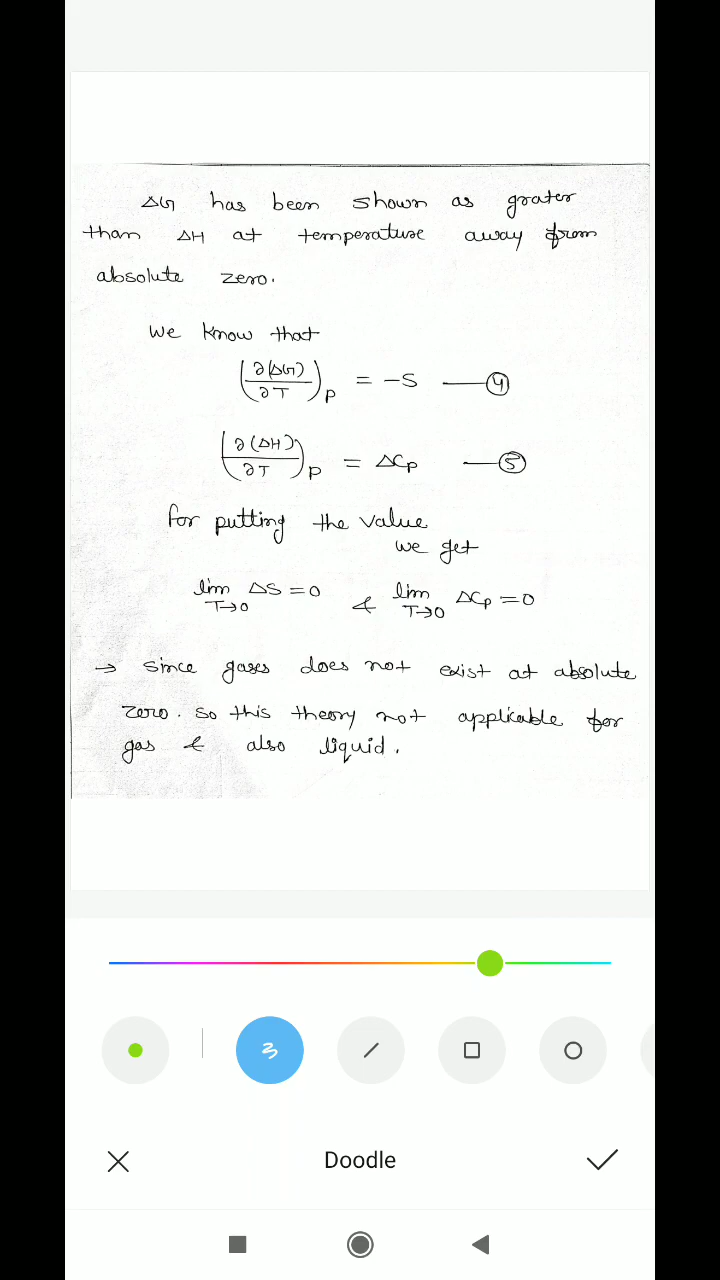 ΔG has been shown as grater
than ΔH at temperature away from
absolute zero.
we know that
(∂(ΔG)/∂T)p = -S —④
(∂(ΔH)/∂T)p = ΔCp —⑤
for putting the value
we get
lim T→0 ΔS = 0 & lim T→0 ΔCp = 0
→ since gases does not exist at absolute
zero. so this theory not applicable for
gas & also liquid.
Doodle